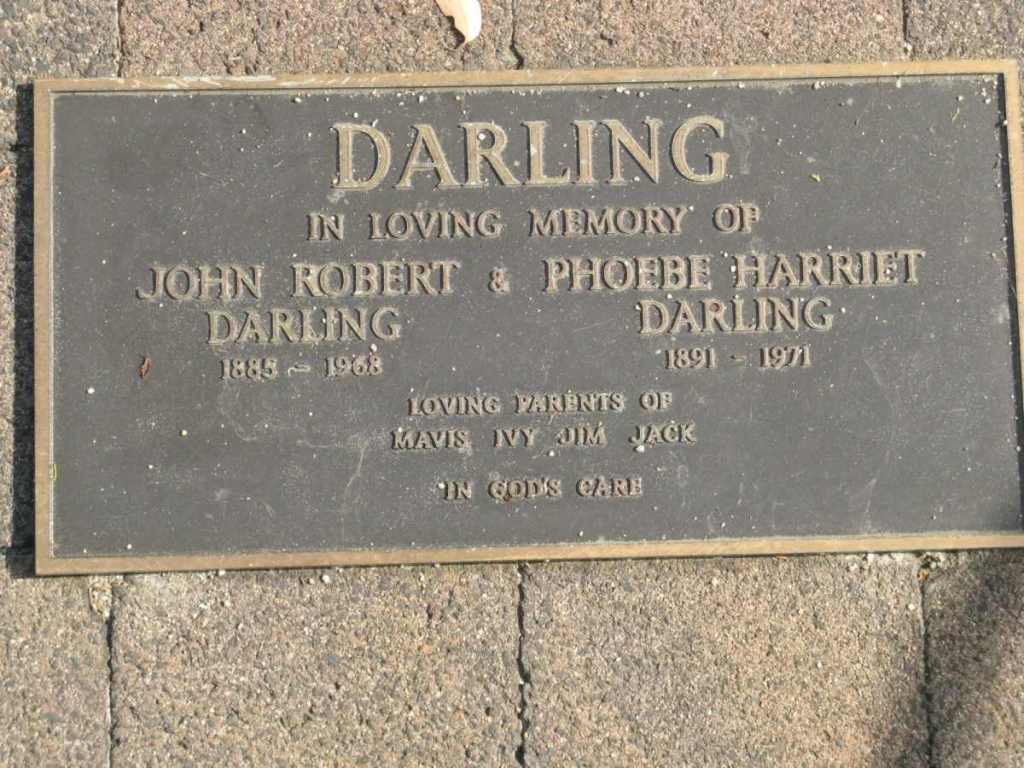 DARLING
IN LOVING MEMORY OF
JOHN ROBERT & PHOEBE HARRIET
DARLING DARLING
1885 - 1968 1891 - 1971
LOVING PARENTS OF
MAVIS IVY JIM JACK
IN GOD'S CARE